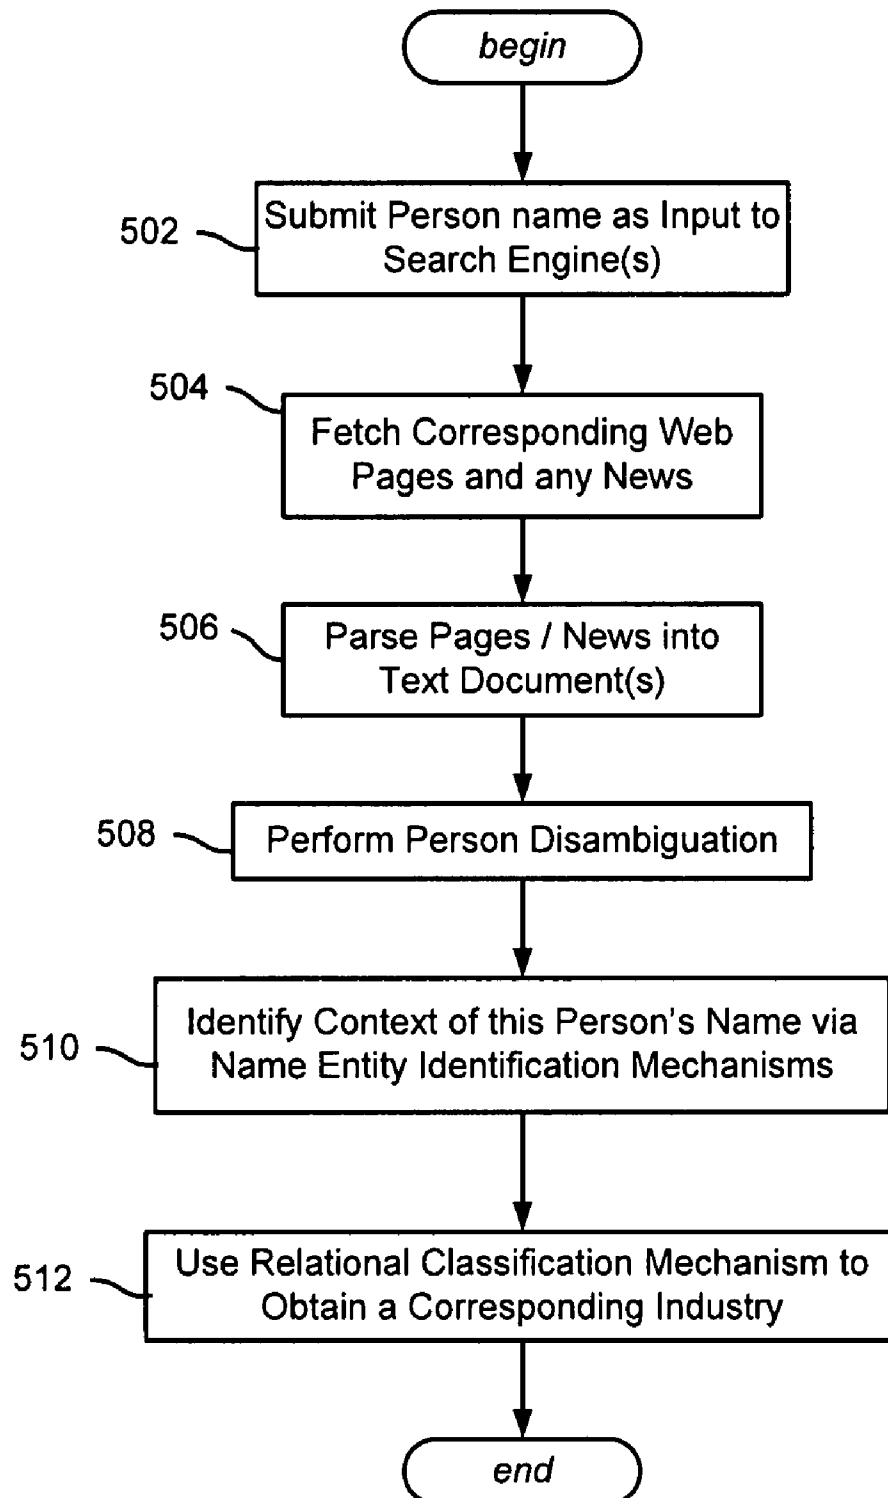 begin
502
Submit Person name as Input to
Search Engine(s)
504
Fetch Corresponding Web
Pages and any News
506
Parse Pages / News into
Text Document(s)
508
Perform Person Disambiguation
510
Identify Context of this Person's Name via
Name Entity Identification Mechanisms
512
Use Relational Classification Mechanism to
Obtain a Corresponding Industry
end